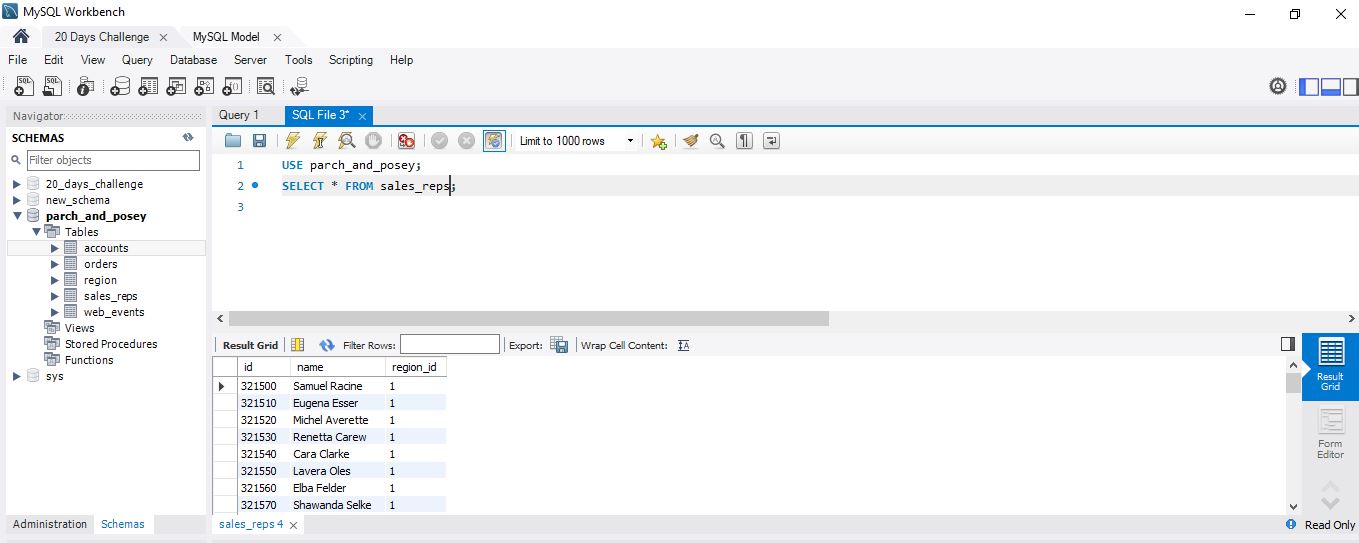 MySQL Workbench
20 Days Challenge
MySQL Model
File Edit View Query Database Server Tools Scripting Help
Navigator
SCHEMAS
Filter objects
20_days_challenge
new_schema
parch_and_posey
Tables
accounts
orders
region
sales_reps
web_events
Views
Stored Procedures
Functions
sys
Administration Schemas
Query 1
SQL File 3*
Limit to 1000 rows
1 USE parch_and_posey;
2 SELECT * FROM sales_reps;
3
Result Grid Filter Rows: Export: Wrap Cell Content:
id name region_id
321500 Samuel Racine 1
321510 Eugena Esser 1
321520 Michel Averette 1
321530 Renetta Carew 1
321540 Cara Clarke 1
321550 Lavera Oles 1
321560 Elba Felder 1
321570 Shawanda Selke 1
Result
Grid
Form
Editor
sales_reps 4
Read Only